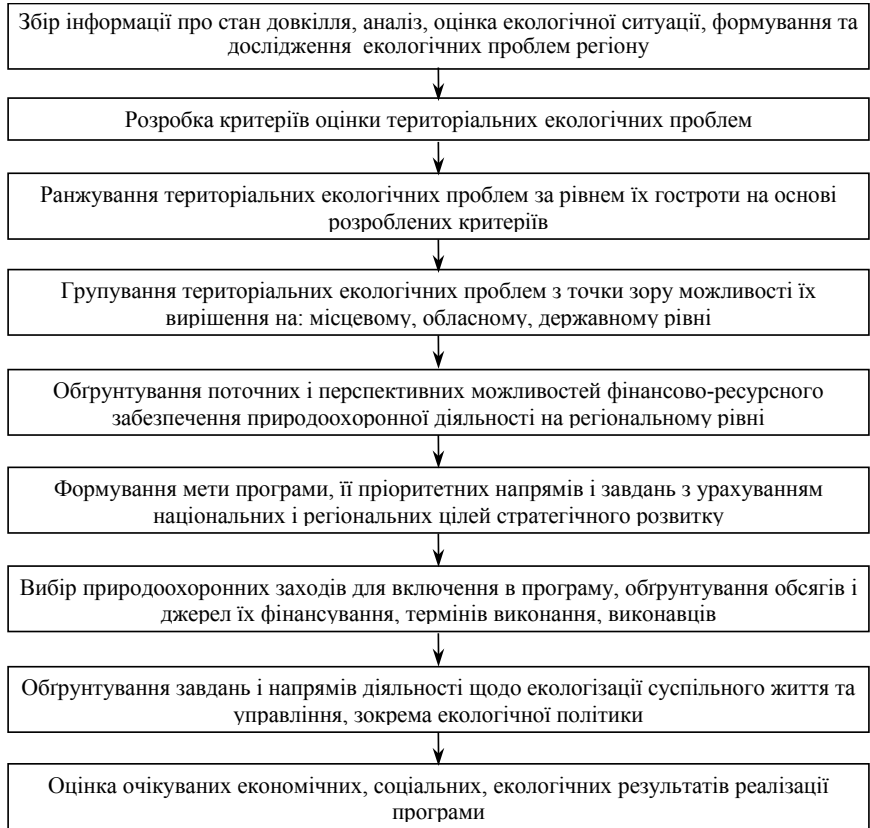 Збір інформації про стан довкілля, аналіз, оцінка екологічної ситуації, формування та
дослідження екологічних проблем регіону
Розробка критеріїв оцінки територіальних екологічних проблем
Ранжування територіальних екологічних проблем за рівнем їх гостроти на основі
розроблених критеріїв
Групування територіальних екологічних проблем з точки зору можливості їх
вирішення на: місцевому, обласному, державному рівні
Обґрунтування поточних і перспективних можливостей фінансово-ресурсного
забезпечення природоохоронної діяльності на регіональному рівні
Формування мети програми, її пріоритетних напрямів і завдань з урахуванням
національних і регіональних цілей стратегічного розвитку
Вибір природоохоронних заходів для включення в програму, обґрунтування обсягів і
джерел їх фінансування, термінів виконання, виконавців
Обґрунтування завдань і напрямів діяльності щодо екологізації суспільного життя та
управління, зокрема екологічної політики
Оцінка очікуваних економічних, соціальних, екологічних результатів реалізації
програми